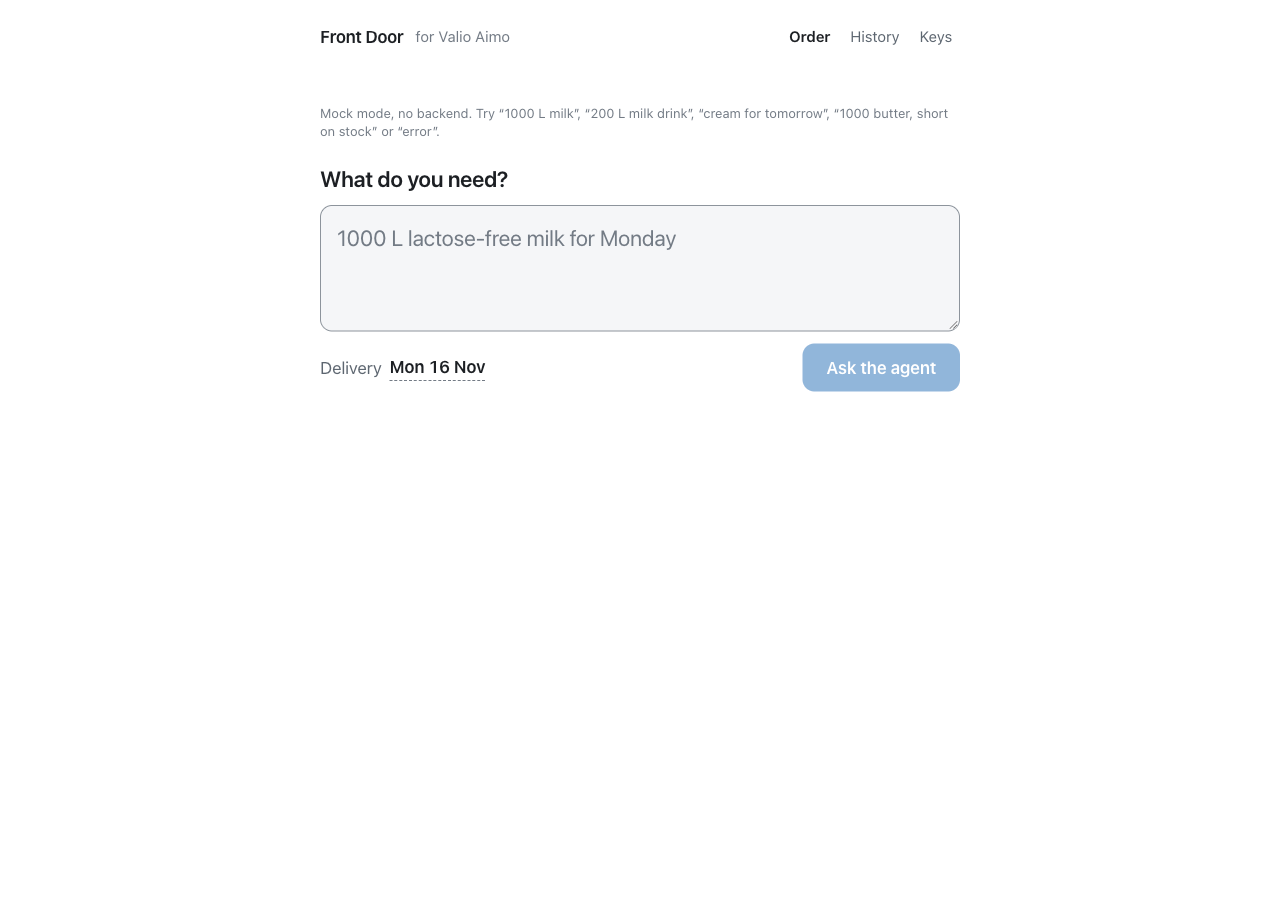 Front Door for Valio Aimo
Order History Keys
Mock mode, no backend. Try “1000 L milk”, “200 L milk drink”, “cream for tomorrow”, “1000 butter, short
on stock” or “error”.
What do you need?
1000 L lactose-free milk for Monday
Delivery Mon 16 Nov
Ask the agent